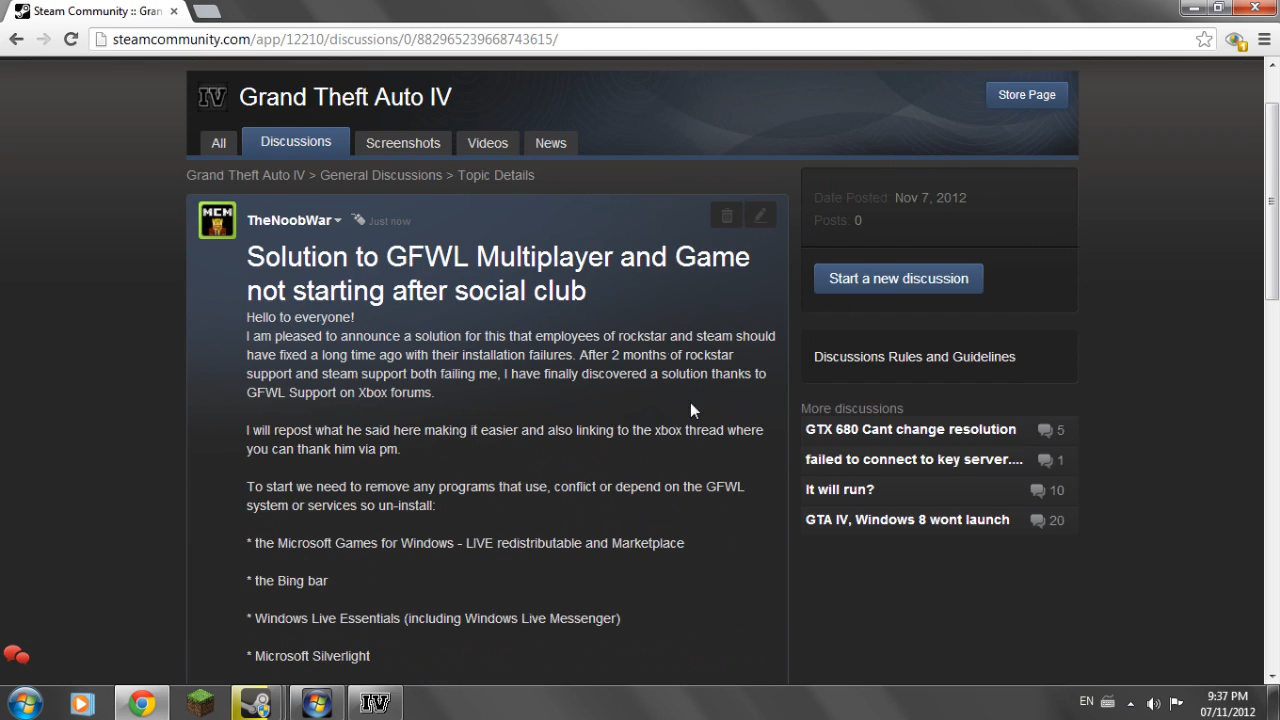 Steam Community :: Gran
steamcommunity.com/app/12210/discussions/0/882965239668743615/
IV
Grand Theft Auto IV
Store Page
All
Discussions
Screenshots
Videos
News
Grand Theft Auto IV > General Discussions > Topic Details
MCM
TheNoobWar
Just now
Solution to GFWL Multiplayer and Game
not starting after social club
Hello to everyone!
I am pleased to announce a solution for this that employees of rockstar and steam should
have fixed a long time ago with their installation failures. After 2 months of rockstar
support and steam support both failing me, I have finally discovered a solution thanks to
GFWL Support on Xbox forums.
I will repost what he said here making it easier and also linking to the xbox thread where
you can thank him via pm.
To start we need to remove any programs that use, conflict or depend on the GFWL
system or services so un-install:
* the Microsoft Games for Windows - LIVE redistributable and Marketplace
* the Bing bar
* Windows Live Essentials (including Windows Live Messenger)
* Microsoft Silverlight
Date Posted: Nov 7, 2012
Posts: 0
Start a new discussion
Discussions Rules and Guidelines
More discussions
GTX 680 Cant change resolution 5
failed to connect to key server.... 1
It will run? 10
GTA IV, Windows 8 wont launch 20
IV
EN
9:37 PM
07/11/2012